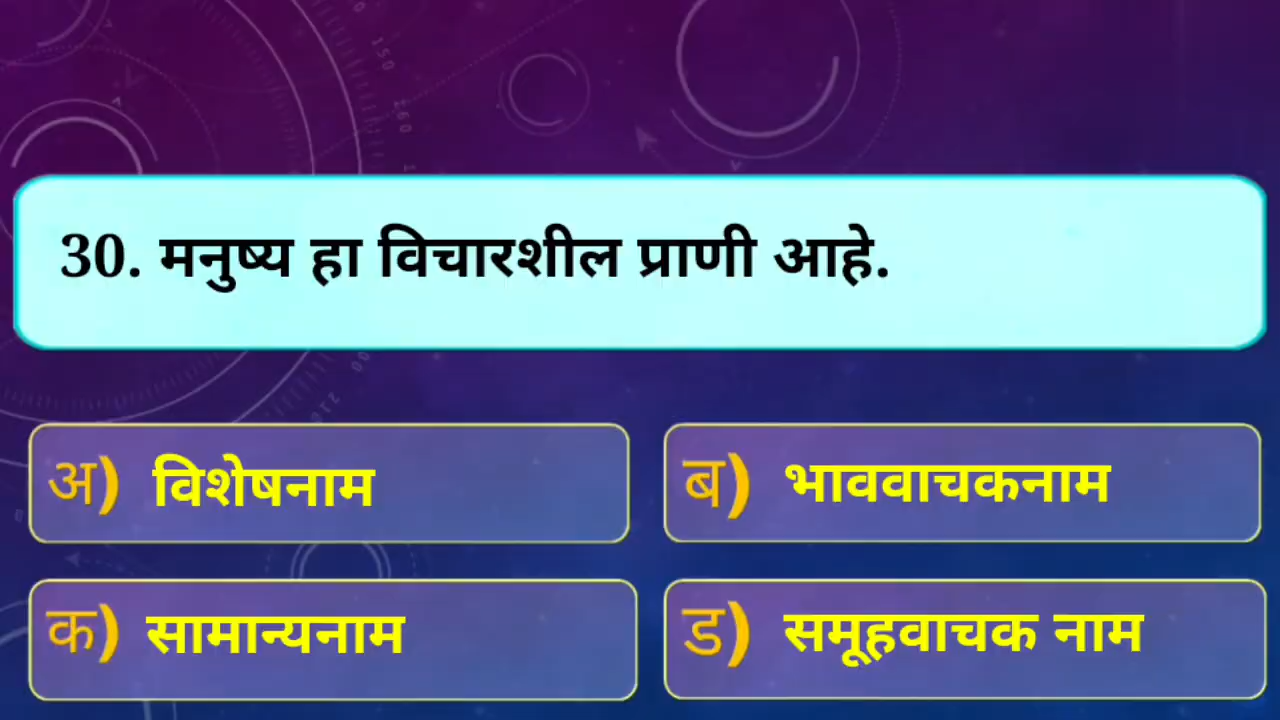 30. मनुष्य हा विचारशील प्राणी आहे.
अ) विशेषनाम
ब) भाववाचकनाम
क) सामान्यनाम
ड) समूहवाचक नाम